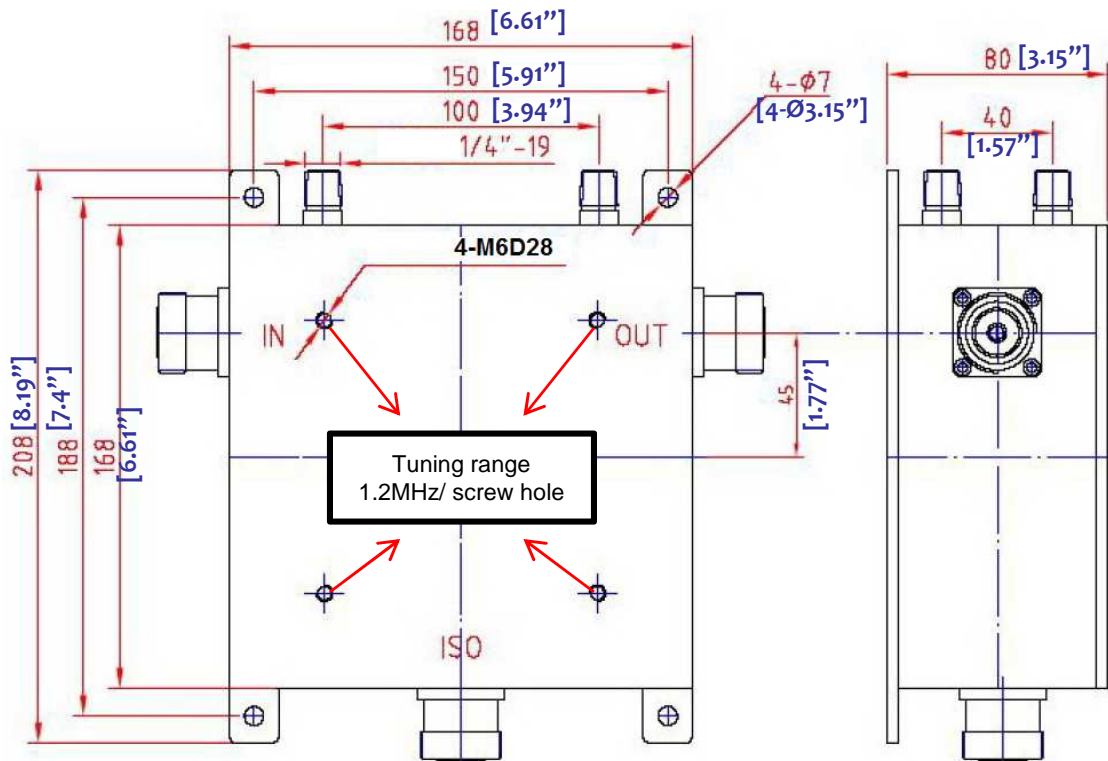 168 [6.61”]
150 [5.91”]
100 [3.94”]
1/4"-19
4-Φ7
[4-Ø3.15”]
80 [3.15”]
40
[1.57”]
4-M6D28
IN
OUT
208 [8.19”]
188 [7.4”]
168
[6.61”]
45
[1.77”]
Tuning range
1.2MHz/ screw hole
ISO